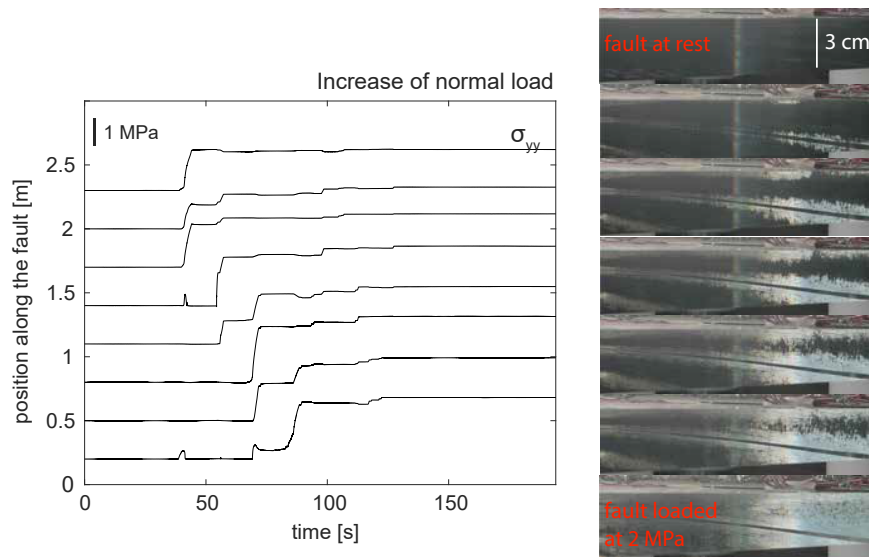 Increase of normal load
1 MPa
σyy
2.5
2
1.5
1
0.5
0
position along the fault [m]
0
50
100
150
time [s]
fault at rest
3 cm
fault loaded
at 2 MPa